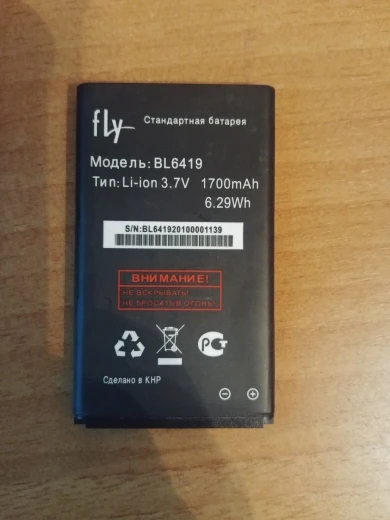 fly Стандартная батарея
Модель: BL6419
Тип: Li-ion 3.7V 1700mAh
6.29Wh
S/N:BL641920100001139
ВНИМАНИЕ!
НЕ ВСКРЫВАТЬ!
НЕ БРОСАТЬ В ОГОНЬ!
РСТ
Сделано в КНР